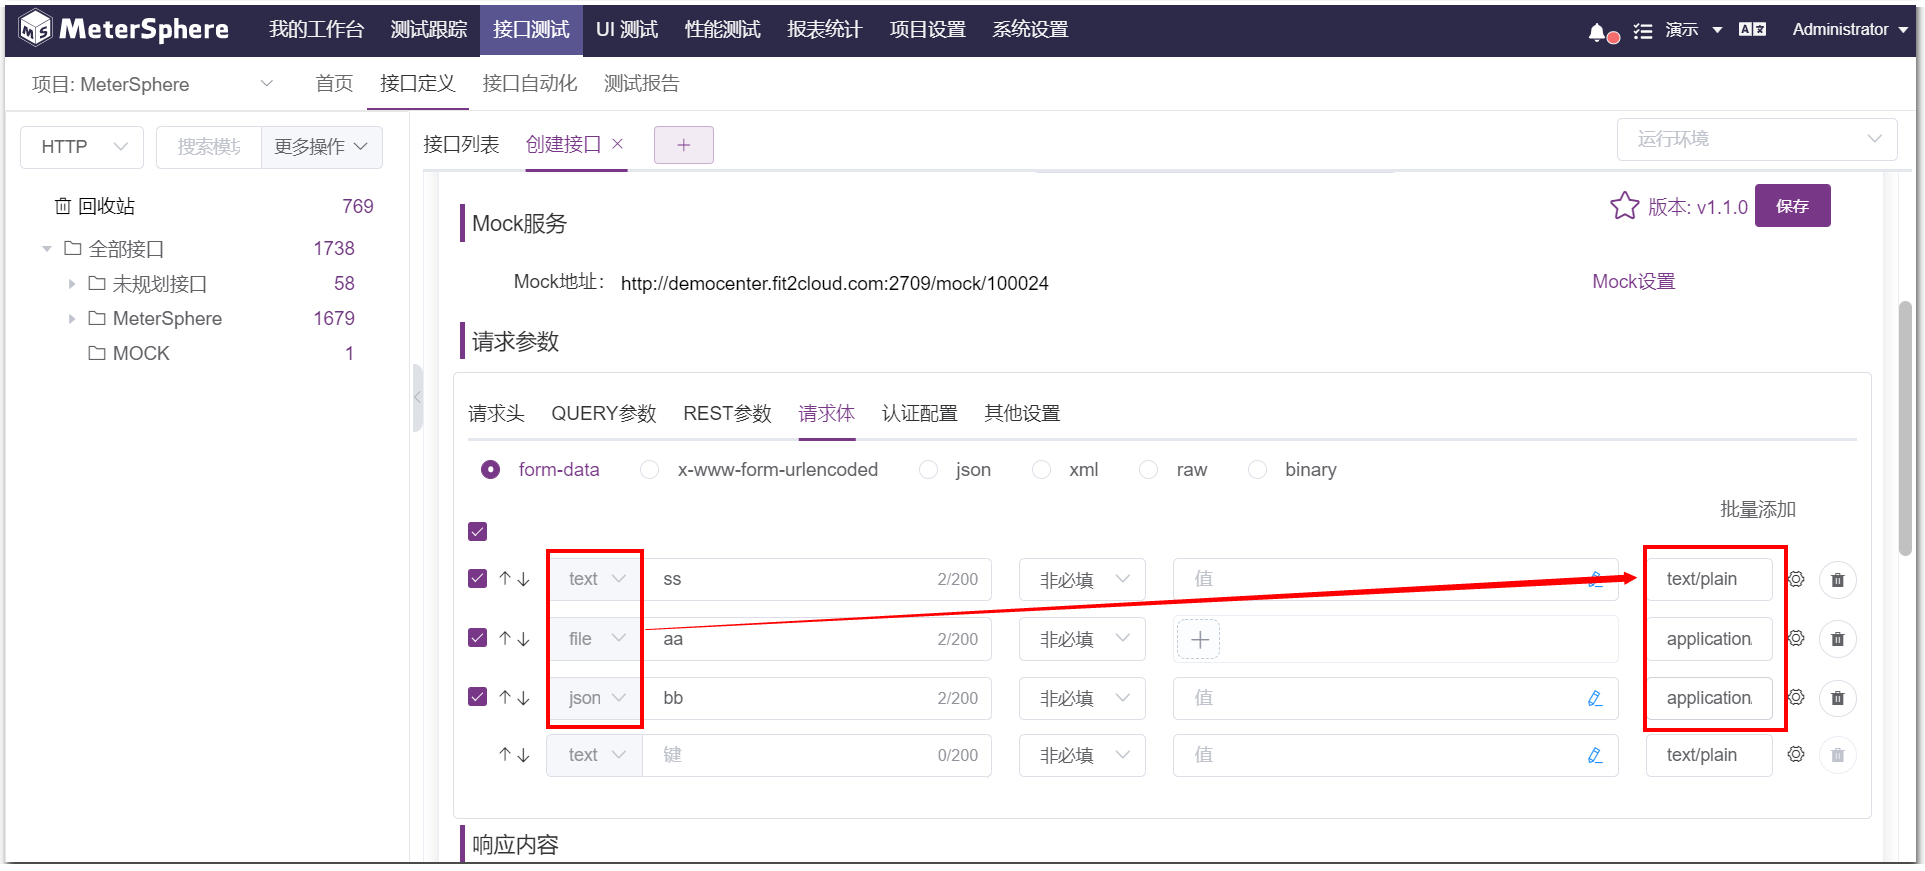 MeterSphere 我的工作台 测试跟踪 接口测试 UI 测试 性能测试 报表统计 项目设置 系统设置 演示 Administrator
项目: MeterSphere 首页 接口定义 接口自动化 测试报告
HTTP 搜索模块 更多操作 接口列表 创建接口 × + 运行环境
回收站 769
全部接口 1738
未规划接口 58
MeterSphere 1679
MOCK 1
Mock服务 版本: v1.1.0 保存
Mock地址： http://democenter.fit2cloud.com:2709/mock/100024 Mock设置
请求参数
请求头 QUERY参数 REST参数 请求体 认证配置 其他设置
form-data x-www-form-urlencoded json xml raw binary
批量添加
text ss 2/200 非必填 值 text/plain
file aa 2/200 非必填 + application/
json bb 2/200 非必填 值 application/
text 键 0/200 非必填 值 text/plain
响应内容